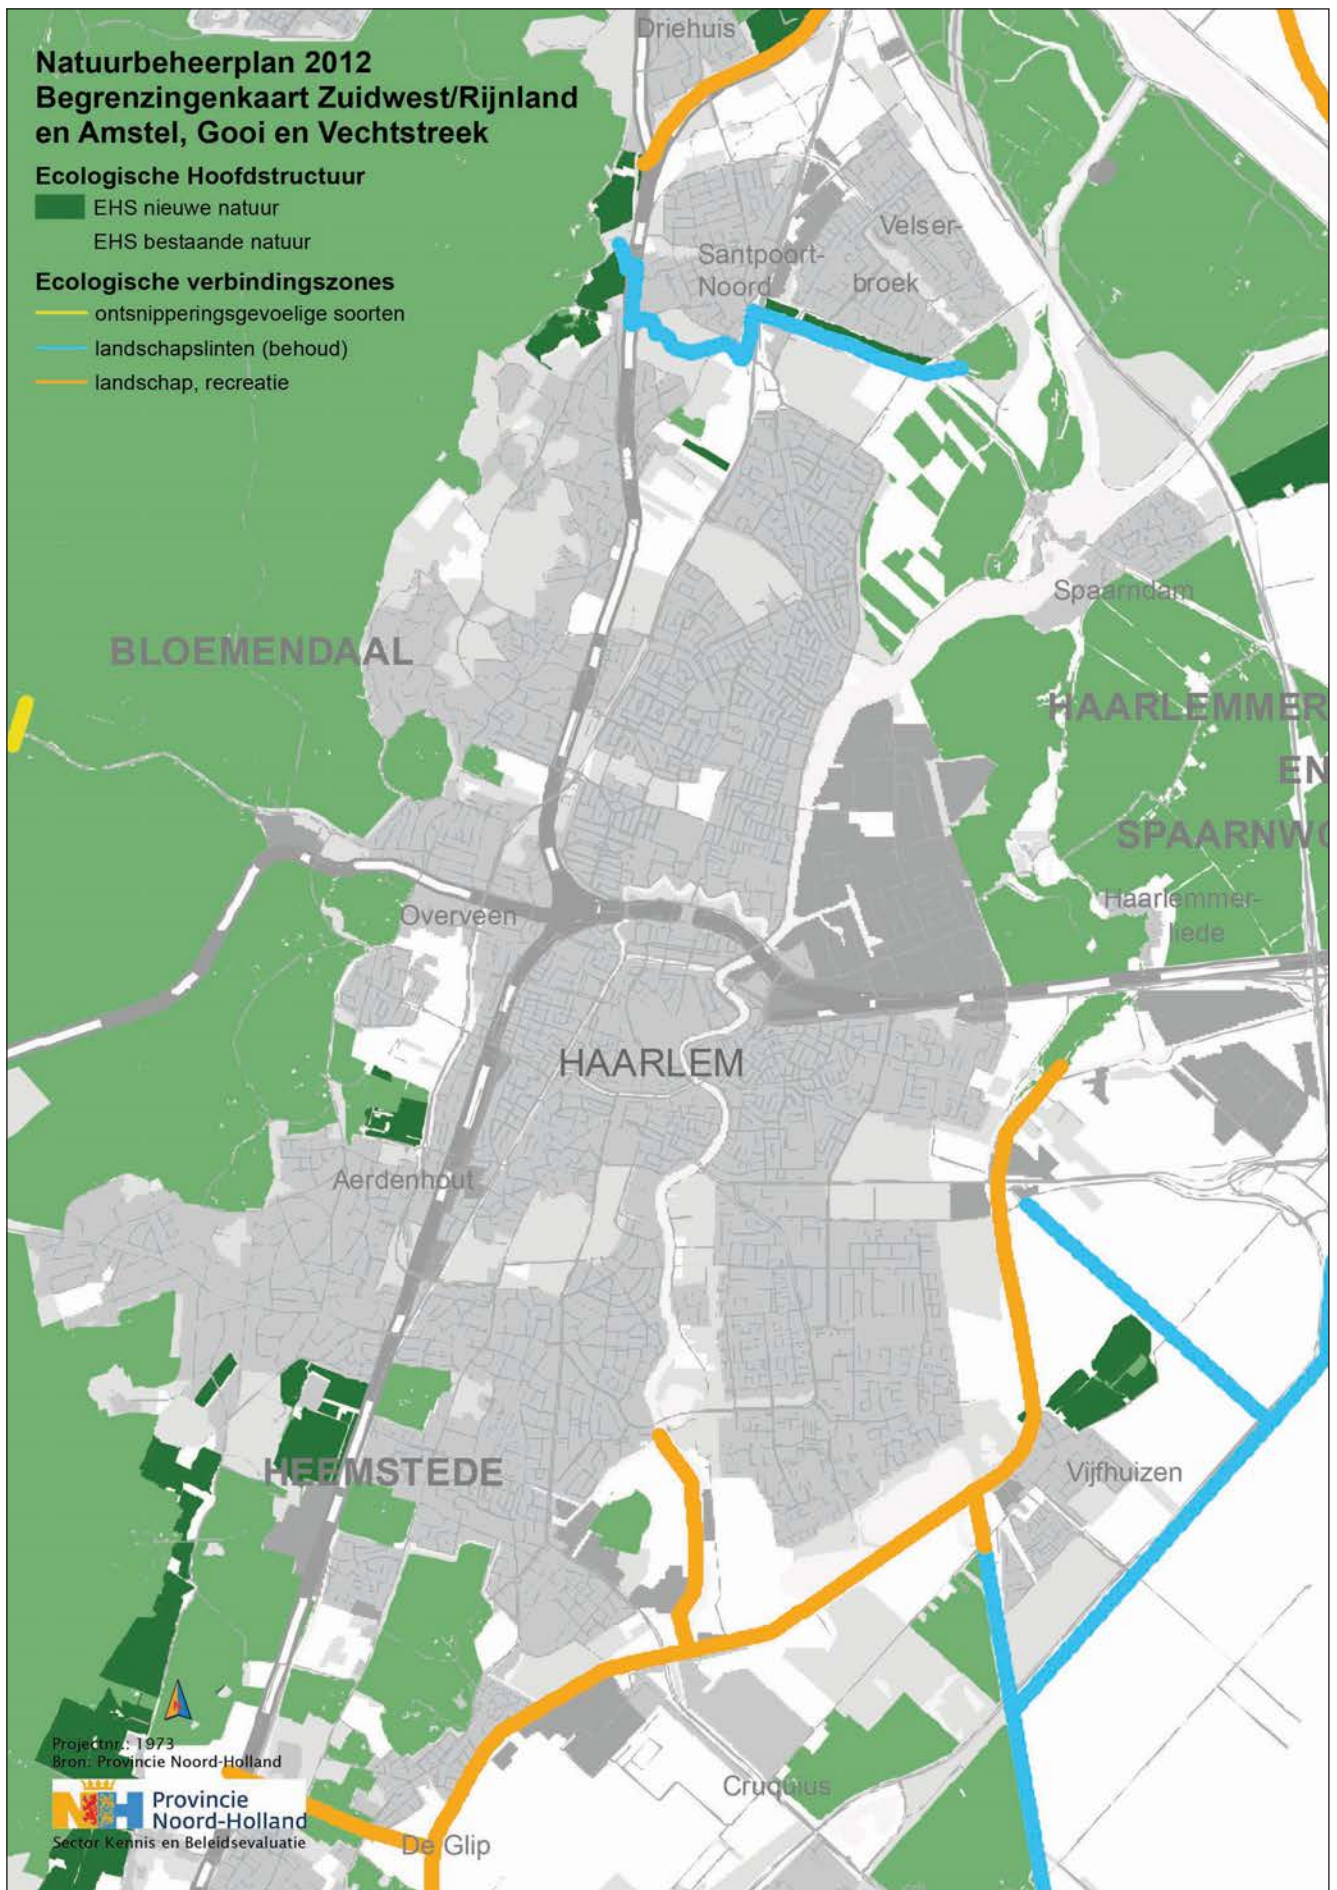 Natuurbeheerplan 2012
Begrenzingenkaart Zuidwest/Rijnland
en Amstel, Gooi en Vechtstreek
Ecologische Hoofdstructuur
EHS nieuwe natuur
EHS bestaande natuur
Ecologische verbindingszones
ontsnipperingsgevoelige soorten
landschapslinten (behoud)
landschap, recreatie
Driehuis
Velser-
broek
Santpoort-
Noord
Spaarndam
BLOEMENDAAL
HAARLEMMER
EN
SPAARNWO
Haarlemmer-
liede
Overveen
HAARLEM
Aerdenhout
HEEMSTEDE
Vijfhuizen
Cruquius
De Glip
N
Projectnr.: 1973
Bron: Provincie Noord-Holland
NH Provincie
Noord-Holland
Sector Kennis en Beleidsevaluatie